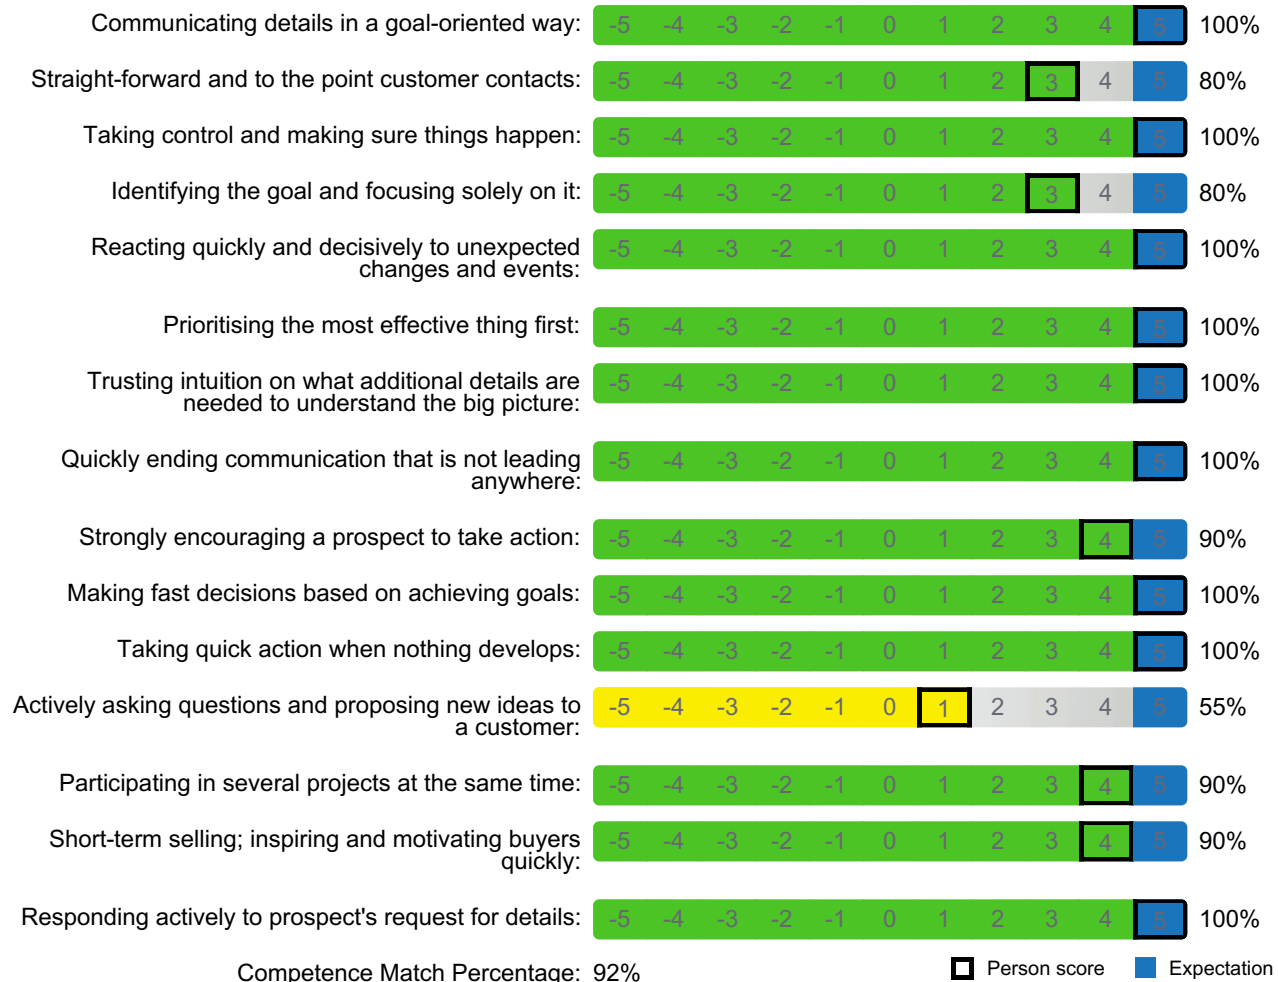 Communicating details in a goal-oriented way: -5 -4 -3 -2 -1 0 1 2 3 4 5 100%
Straight-forward and to the point customer contacts: -5 -4 -3 -2 -1 0 1 2 3 4 5 80%
Taking control and making sure things happen: -5 -4 -3 -2 -1 0 1 2 3 4 5 100%
Identifying the goal and focusing solely on it: -5 -4 -3 -2 -1 0 1 2 3 4 5 80%
Reacting quickly and decisively to unexpected
changes and events: -5 -4 -3 -2 -1 0 1 2 3 4 5 100%
Prioritising the most effective thing first: -5 -4 -3 -2 -1 0 1 2 3 4 5 100%
Trusting intuition on what additional details are
needed to understand the big picture: -5 -4 -3 -2 -1 0 1 2 3 4 5 100%
Quickly ending communication that is not leading
anywhere: -5 -4 -3 -2 -1 0 1 2 3 4 5 100%
Strongly encouraging a prospect to take action: -5 -4 -3 -2 -1 0 1 2 3 4 5 90%
Making fast decisions based on achieving goals: -5 -4 -3 -2 -1 0 1 2 3 4 5 100%
Taking quick action when nothing develops: -5 -4 -3 -2 -1 0 1 2 3 4 5 100%
Actively asking questions and proposing new ideas to
a customer: -5 -4 -3 -2 -1 0 1 2 3 4 5 55%
Participating in several projects at the same time: -5 -4 -3 -2 -1 0 1 2 3 4 5 90%
Short-term selling; inspiring and motivating buyers
quickly: -5 -4 -3 -2 -1 0 1 2 3 4 5 90%
Responding actively to prospect's request for details: -5 -4 -3 -2 -1 0 1 2 3 4 5 100%
Competence Match Percentage: 92% Person score Expectation